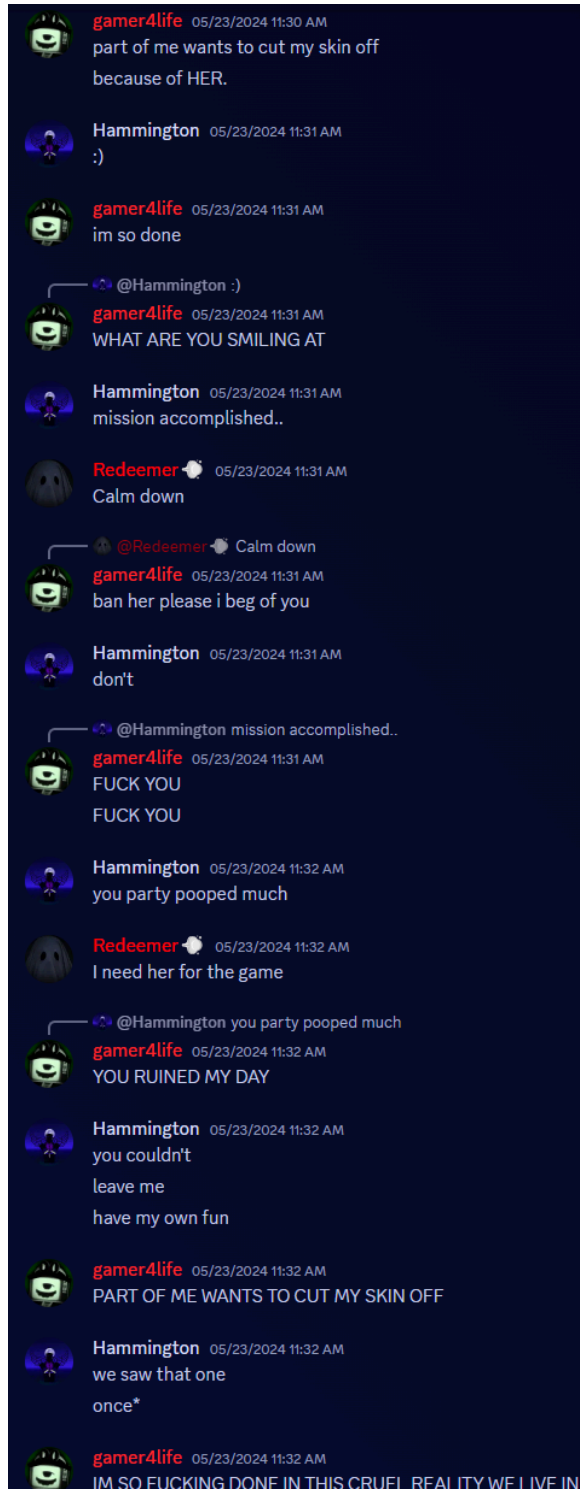 gamer4life 05/23/2024 11:30 AM
part of me wants to cut my skin off
because of HER.
Hammington 05/23/2024 11:31 AM
:)
gamer4life 05/23/2024 11:31 AM
im so done
@Hammington :)
gamer4life 05/23/2024 11:31 AM
WHAT ARE YOU SMILING AT
Hammington 05/23/2024 11:31 AM
mission accomplished..
Redeemer 05/23/2024 11:31 AM
Calm down
@Redeemer Calm down
gamer4life 05/23/2024 11:31 AM
ban her please i beg of you
Hammington 05/23/2024 11:31 AM
don't
@Hammington mission accomplished..
gamer4life 05/23/2024 11:31 AM
FUCK YOU
FUCK YOU
Hammington 05/23/2024 11:32 AM
you party pooped much
Redeemer 05/23/2024 11:32 AM
I need her for the game
@Hammington you party pooped much
gamer4life 05/23/2024 11:32 AM
YOU RUINED MY DAY
Hammington 05/23/2024 11:32 AM
you couldn't
leave me
have my own fun
gamer4life 05/23/2024 11:32 AM
PART OF ME WANTS TO CUT MY SKIN OFF
Hammington 05/23/2024 11:32 AM
we saw that one
once*
gamer4life 05/23/2024 11:32 AM
IM SO FUCKING DONE IN THIS CRUEL REALITY WE LIVE IN